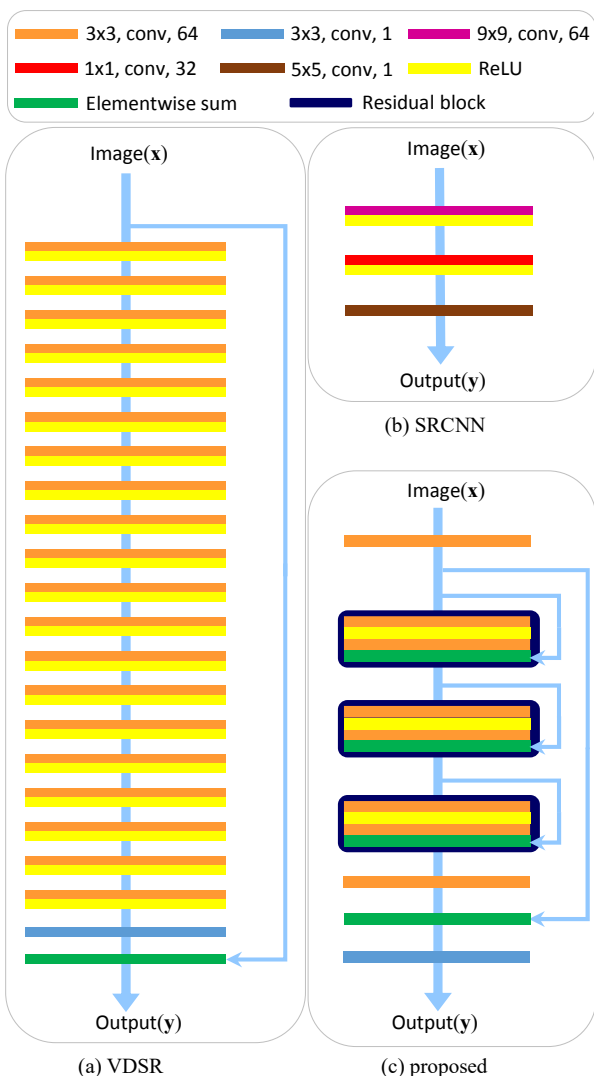 3x3, conv, 64 3x3, conv, 1 9x9, conv, 64
1x1, conv, 32 5x5, conv, 1 ReLU
Elementwise sum Residual block
Image(x)
Output(y)
(a) VDSR
Image(x)
Output(y)
(b) SRCNN
Image(x)
Output(y)
(c) proposed